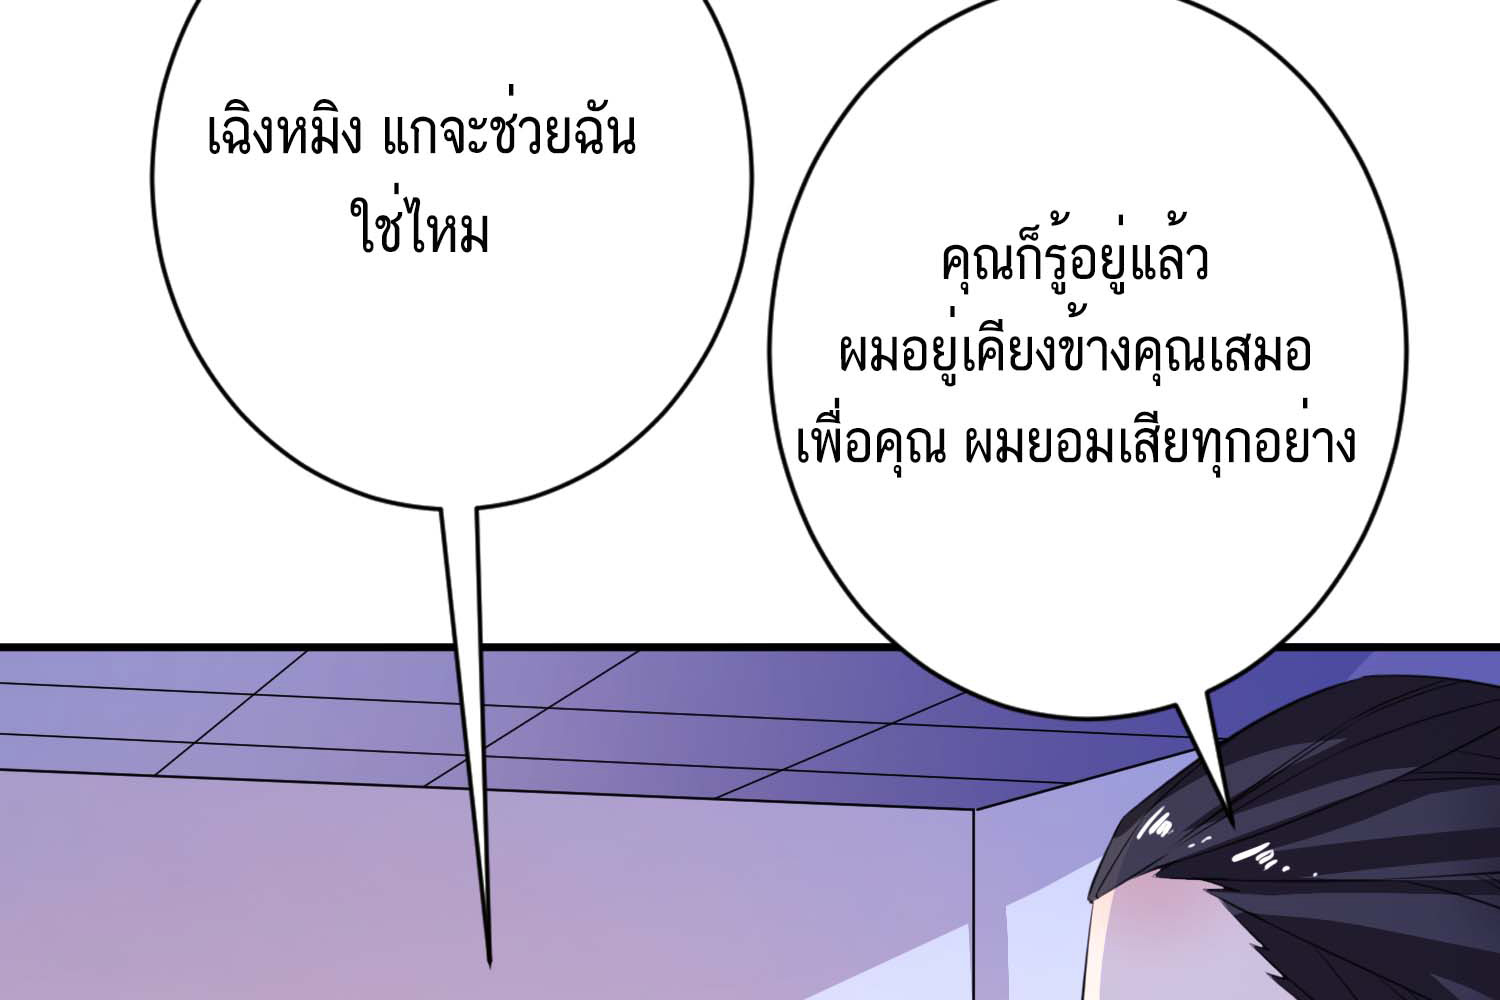 เฉิงหมิง แกจะช่วยฉัน
ใช่ไหม
คุณก็รู้อยู่แล้ว
ผมอยู่เคียงข้างคุณเสมอ
เพื่อคุณ ผมยอมเสียทุกอย่าง